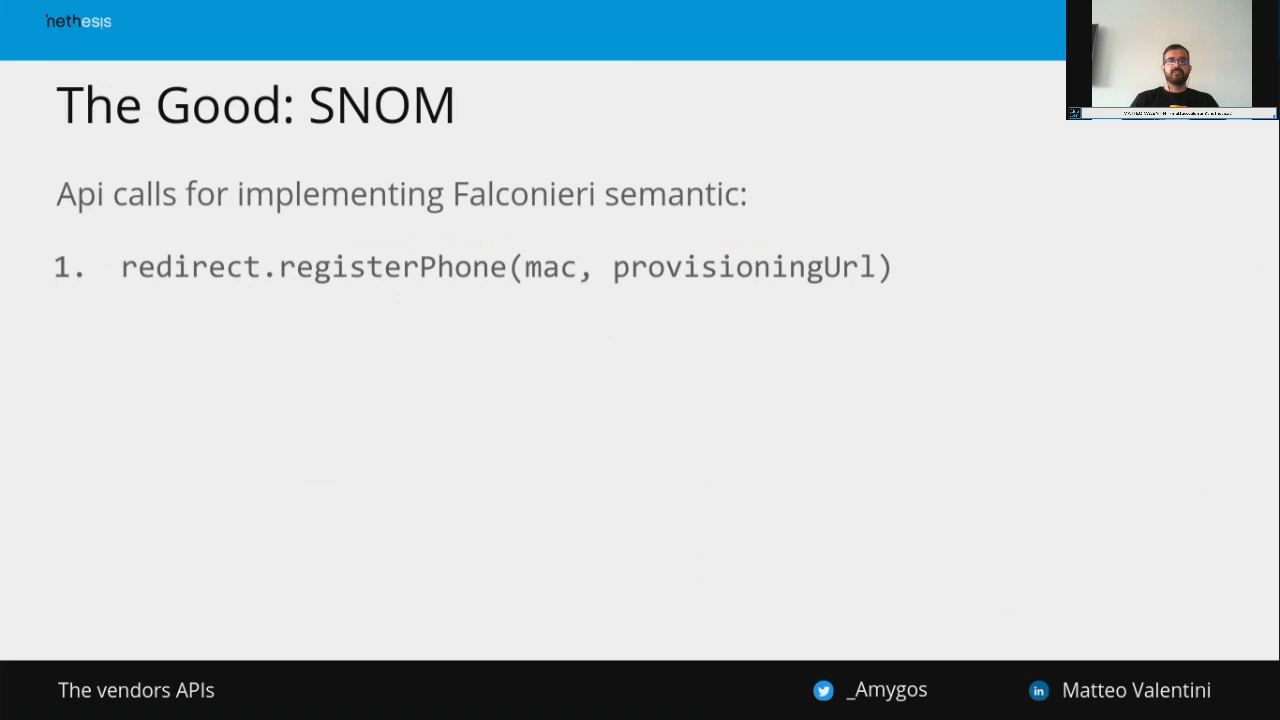 nethesis
The Good: SNOM
Api calls for implementing Falconieri semantic:
1. redirect.registerPhone(mac, provisioningUrl)
The vendors APIs
_Amygos
in
Matteo Valentini